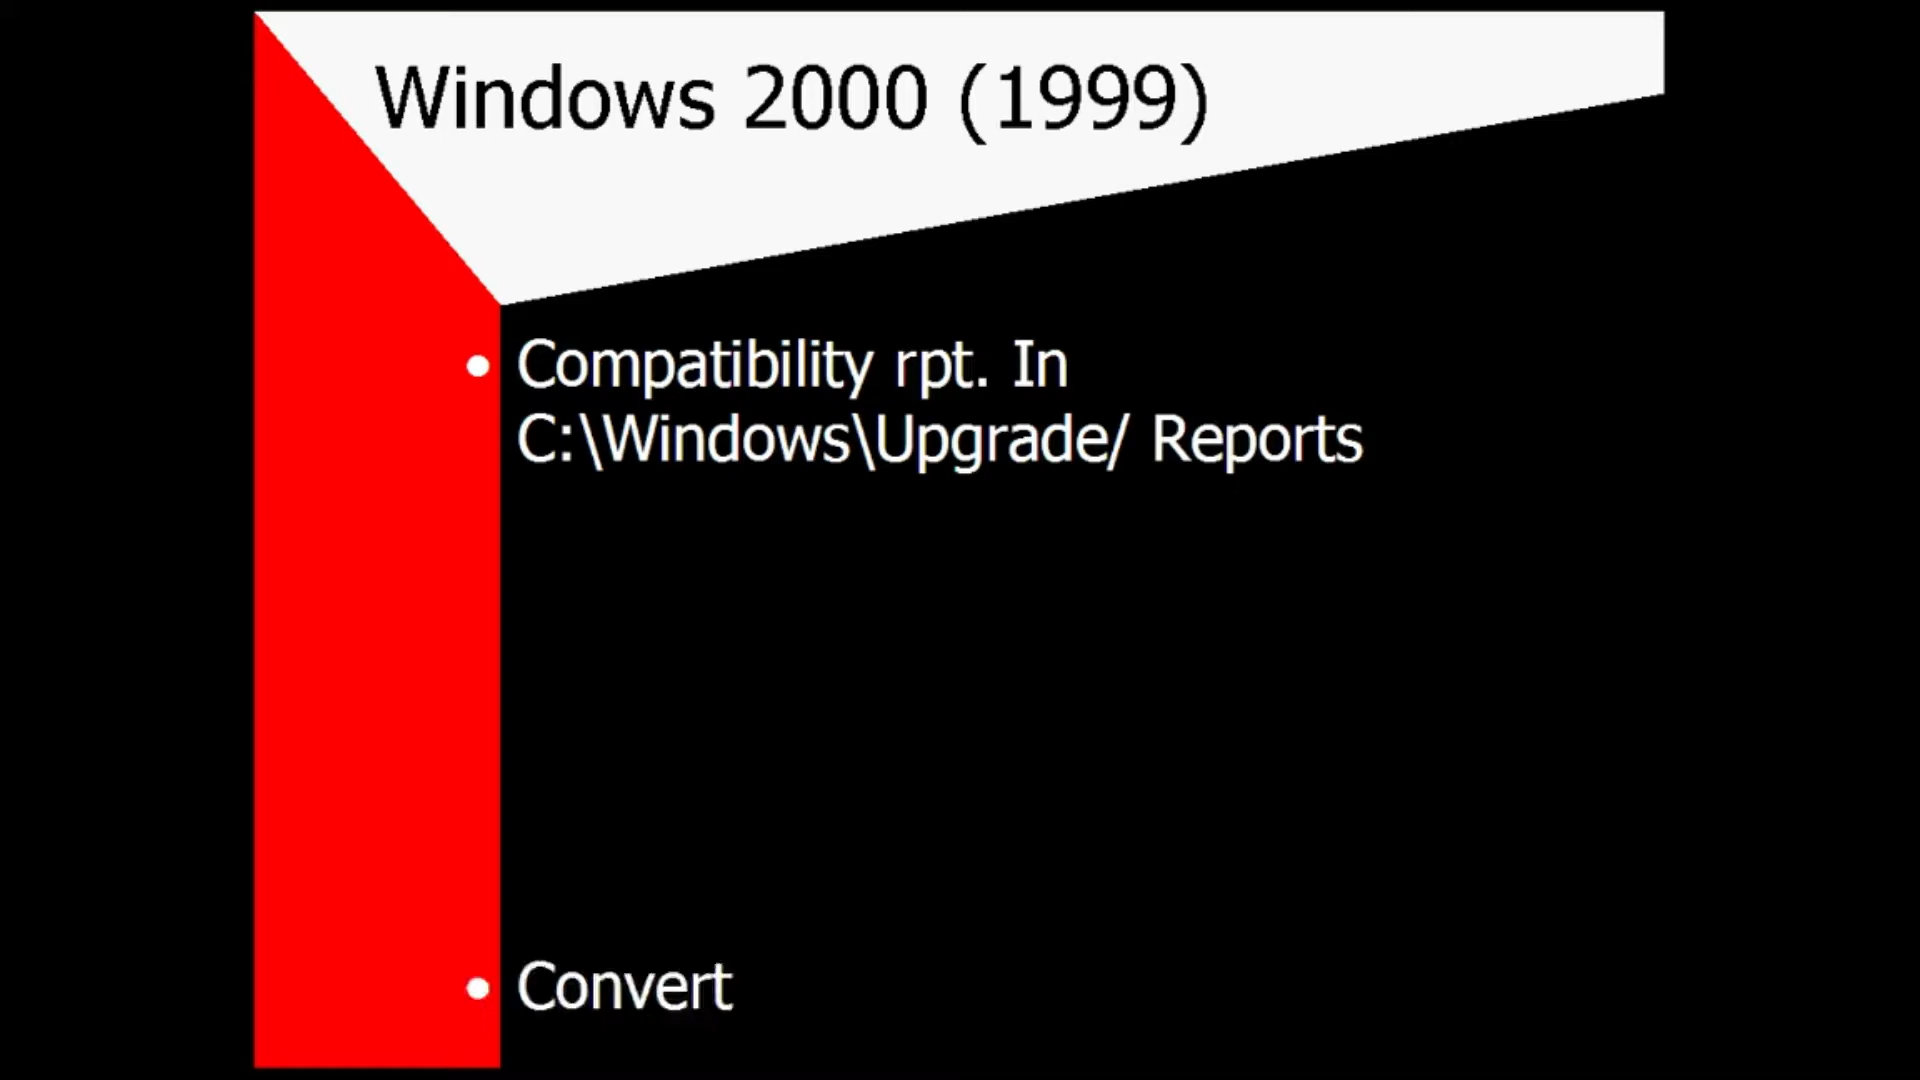 Windows 2000 (1999)
• Compatibility rpt. In
C:\Windows\Upgrade/ Reports
• Convert